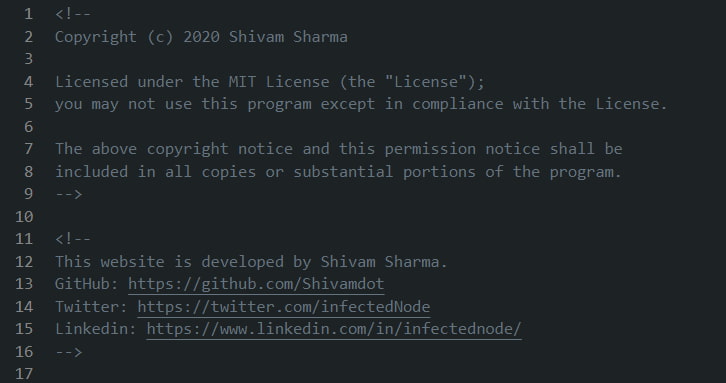 1 <!--
2 Copyright (c) 2020 Shivam Sharma
3
4 Licensed under the MIT License (the "License");
5 you may not use this program except in compliance with the License.
6
7 The above copyright notice and this permission notice shall be
8 included in all copies or substantial portions of the program.
9 -->
10
11 <!--
12 This website is developed by Shivam Sharma.
13 GitHub: https://github.com/Shivamdot
14 Twitter: https://twitter.com/infectedNode
15 Linkedin: https://www.linkedin.com/in/infectednode/
16 -->
17